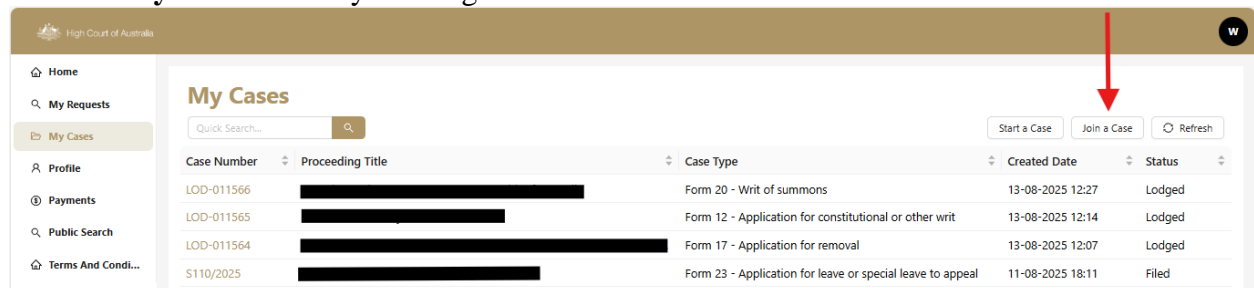 High Court of Australia
W
Home
My Requests
My Cases
Profile
Payments
Public Search
Terms And Condi...
My Cases
Quick Search...
Start a Case Join a Case Refresh
Case Number Proceeding Title Case Type Created Date Status
LOD-011566 Form 20 - Writ of summons 13-08-2025 12:27 Lodged
LOD-011565 Form 12 - Application for constitutional or other writ 13-08-2025 12:14 Lodged
LOD-011564 Form 17 - Application for removal 13-08-2025 12:07 Lodged
S110/2025 Form 23 - Application for leave or special leave to appeal 11-08-2025 18:11 Filed